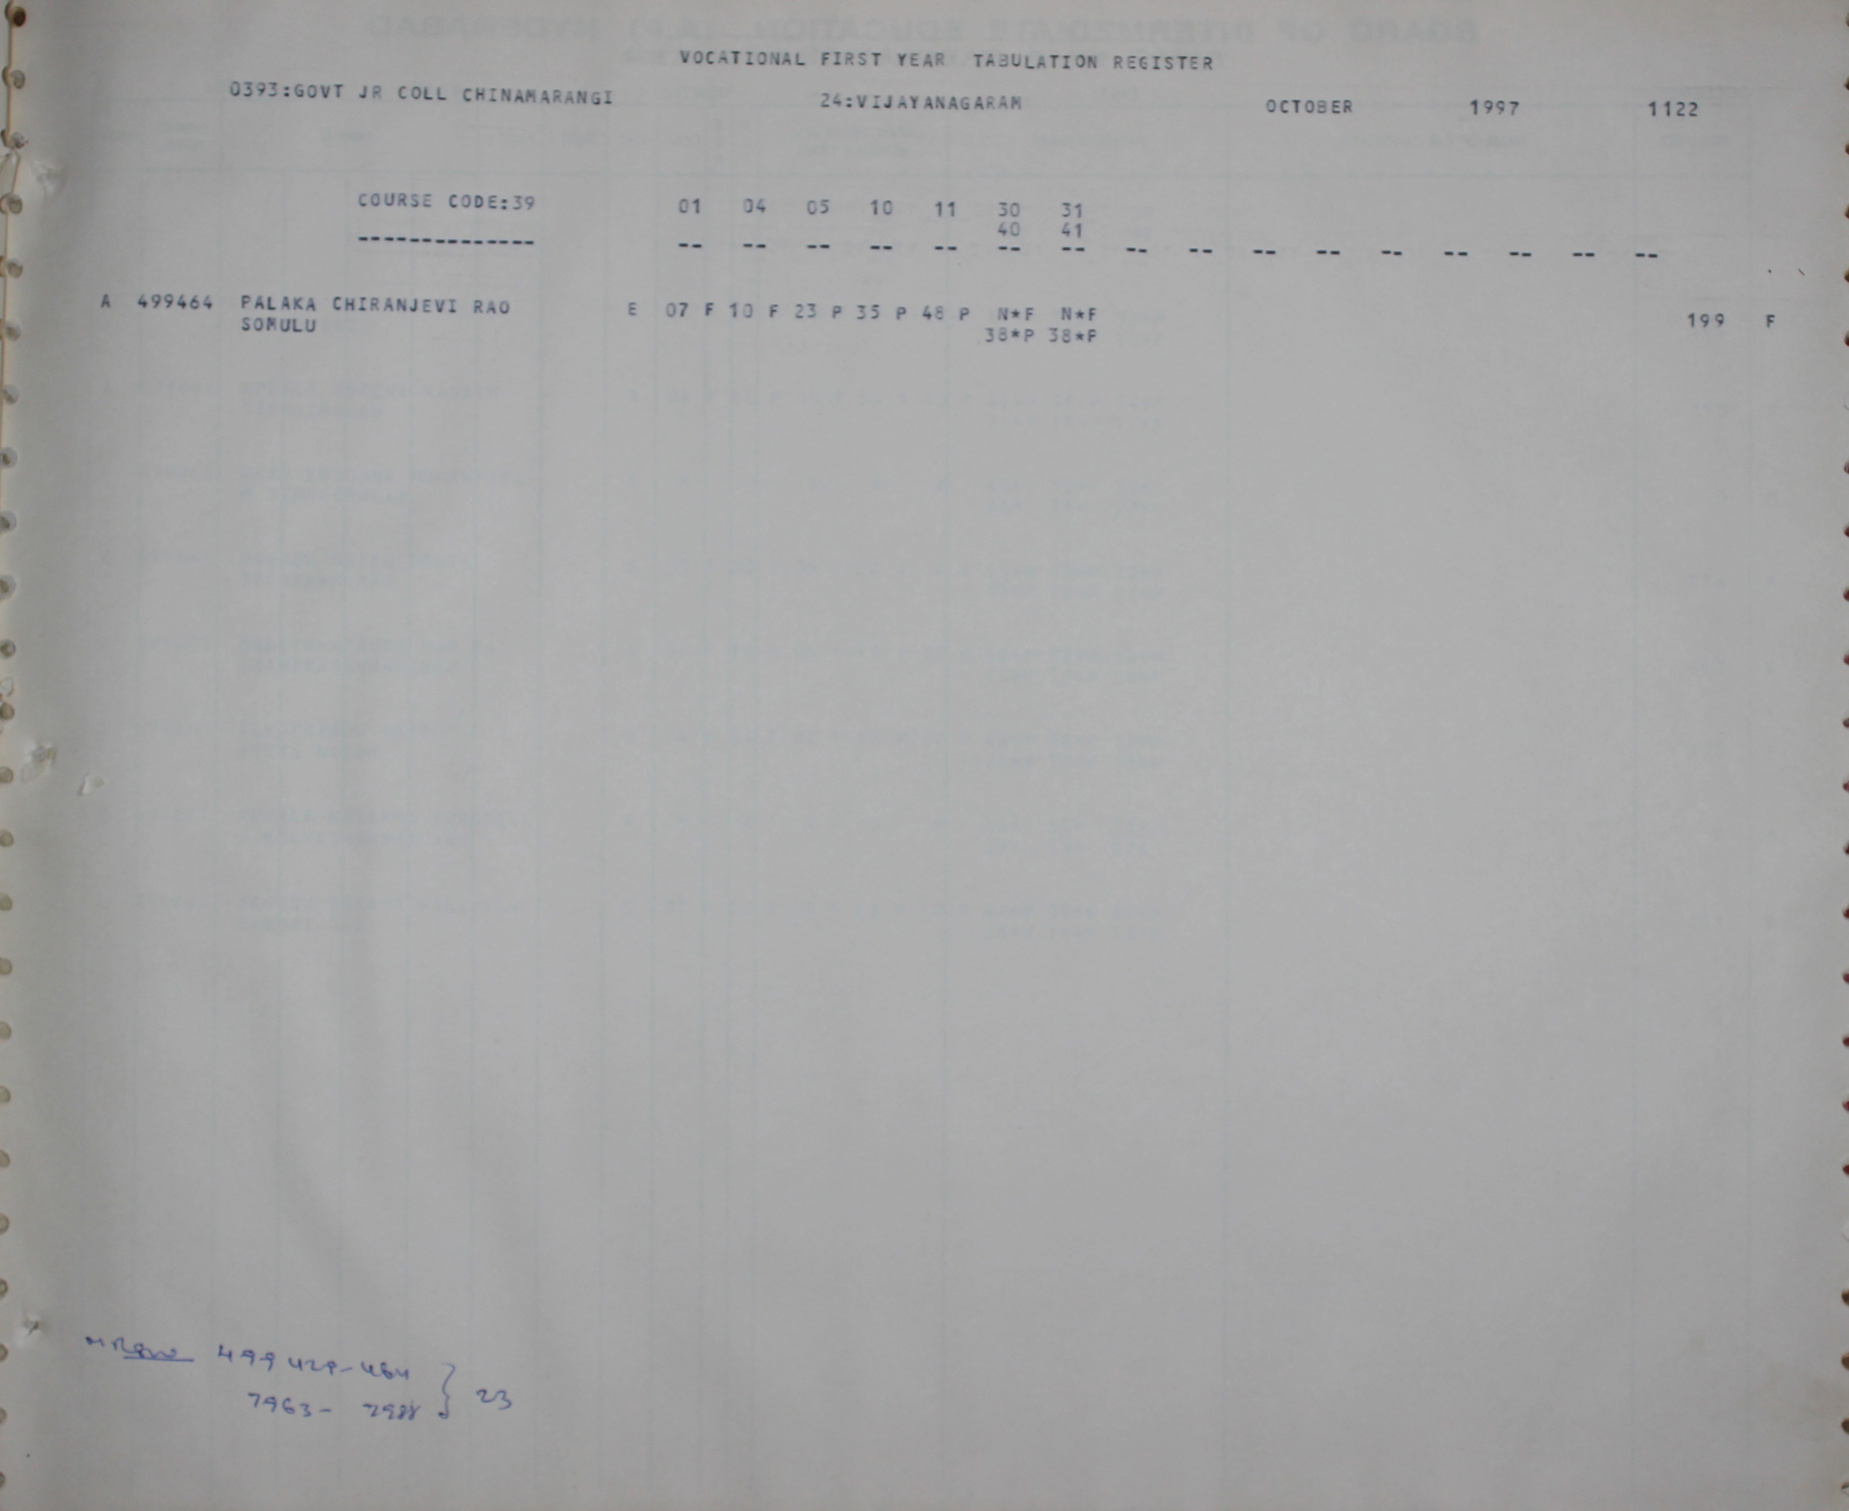 VOCATIONAL FIRST YEAR TABULATION REGISTER
0393:GOVT JR COLL CHINAMARANGI 24:VIJAYANAGARAM OCTOBER 1997 1122
COURSE CODE:39 01 04 05 10 11 30 31
40 41
-------------- -- -- -- -- -- -- -- -- -- -- -- -- -- -- -- --
A 499464 PALAKA CHIRANJEVI RAO E 07 F 10 F 23 P 35 P 48 P N*F N*F 199 F
SOMULU 38*P 38*P
499429-464 } 23
7963-